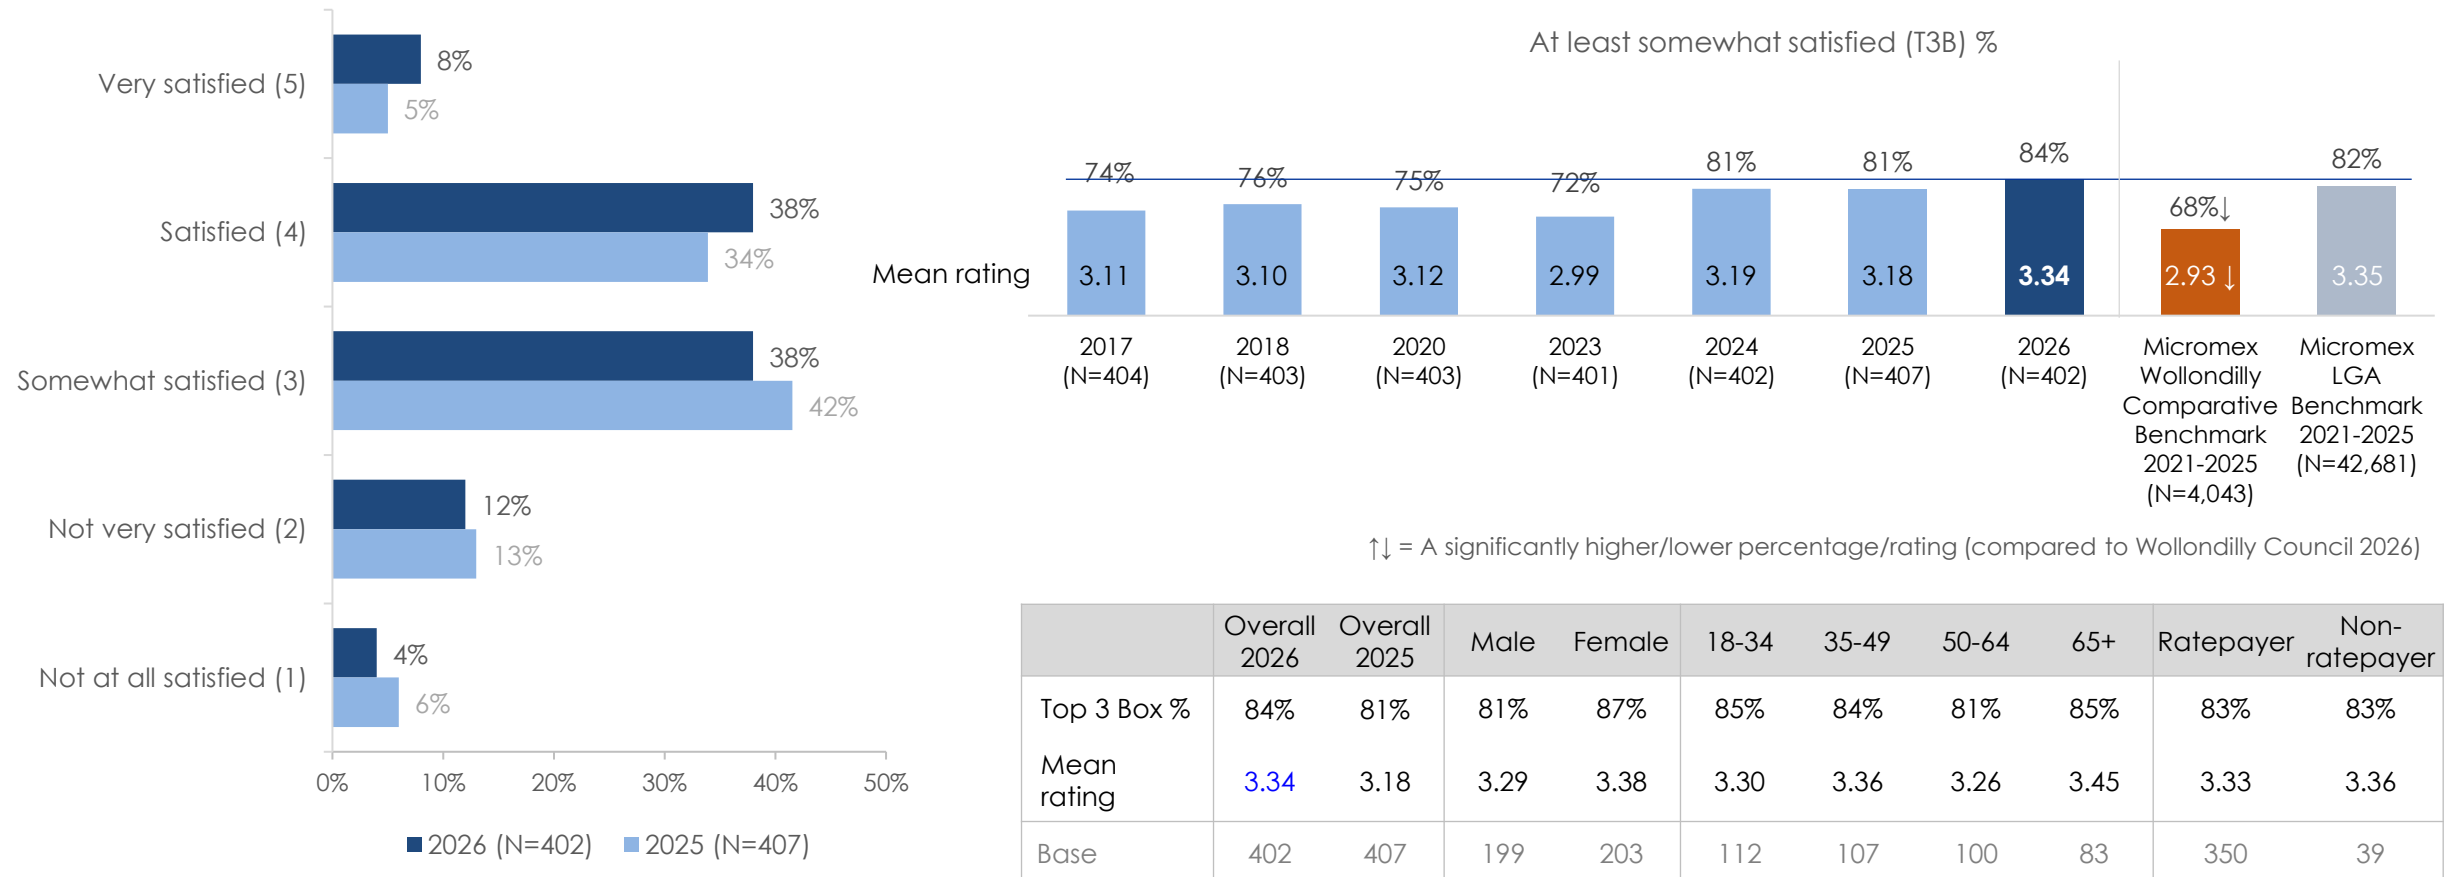 Very satisfied (5)
8%
5%
Satisfied (4)
38%
34%
Somewhat satisfied (3)
38%
42%
Not very satisfied (2)
12%
13%
Not at all satisfied (1)
4%
6%
0% 10% 20% 30% 40% 50%
2026 (N=402) 2025 (N=407)
At least somewhat satisfied (T3B) %
74% 76% 75% 72% 81% 81% 84% 68%↓ 82%
Mean rating 3.11 3.10 3.12 2.99 3.19 3.18 3.34 2.93 ↓ 3.35
2017
(N=404)
2018
(N=403)
2020
(N=403)
2023
(N=401)
2024
(N=402)
2025
(N=407)
2026
(N=402)
Micromex
Wollondilly
Comparative
Benchmark
2021-2025
(N=4,043)
Micromex
LGA
Benchmark
2021-2025
(N=42,681)
↑↓ = A significantly higher/lower percentage/rating (compared to Wollondilly Council 2026)
Overall
2026
Overall
2025
Male
Female
18-34
35-49
50-64
65+
Ratepayer
Non-
ratepayer
Top 3 Box % 84% 81% 81% 87% 85% 84% 81% 85% 83% 83%
Mean
rating
3.34 3.18 3.29 3.38 3.30 3.36 3.26 3.45 3.33 3.36
Base 402 407 199 203 112 107 100 83 350 39